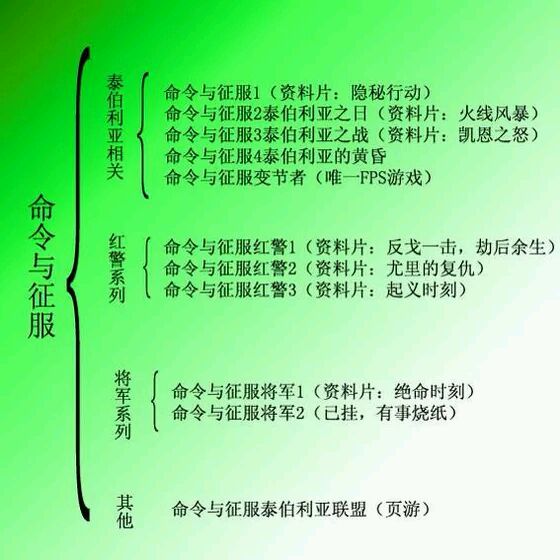 命令与征服
泰伯利亚相关
命令与征服1（资料片：隐秘行动）
命令与征服2泰伯利亚之日（资料片：火线风暴）
命令与征服3泰伯利亚之战（资料片：凯恩之怒）
命令与征服4泰伯利亚的黄昏
命令与征服变节者（唯一FPS游戏）
红警系列
命令与征服红警1（资料片：反戈一击，劫后余生）
命令与征服红警2（资料片：尤里的复仇）
命令与征服红警3（资料片：起义时刻）
将军系列
命令与征服将军1（资料片：绝命时刻）
命令与征服将军2（已挂，有事烧纸）
其他
命令与征服泰伯利亚联盟（页游）